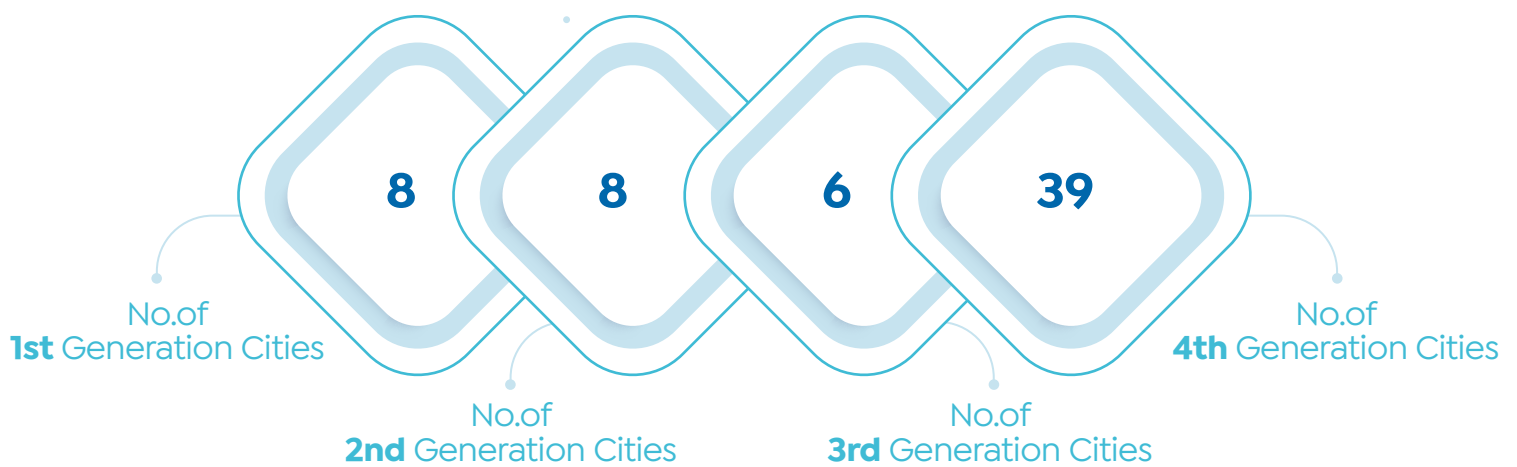 8
8
6
39
No.of
1st Generation Cities
No.of
2nd Generation Cities
No.of
3rd Generation Cities
No.of
4th Generation Cities